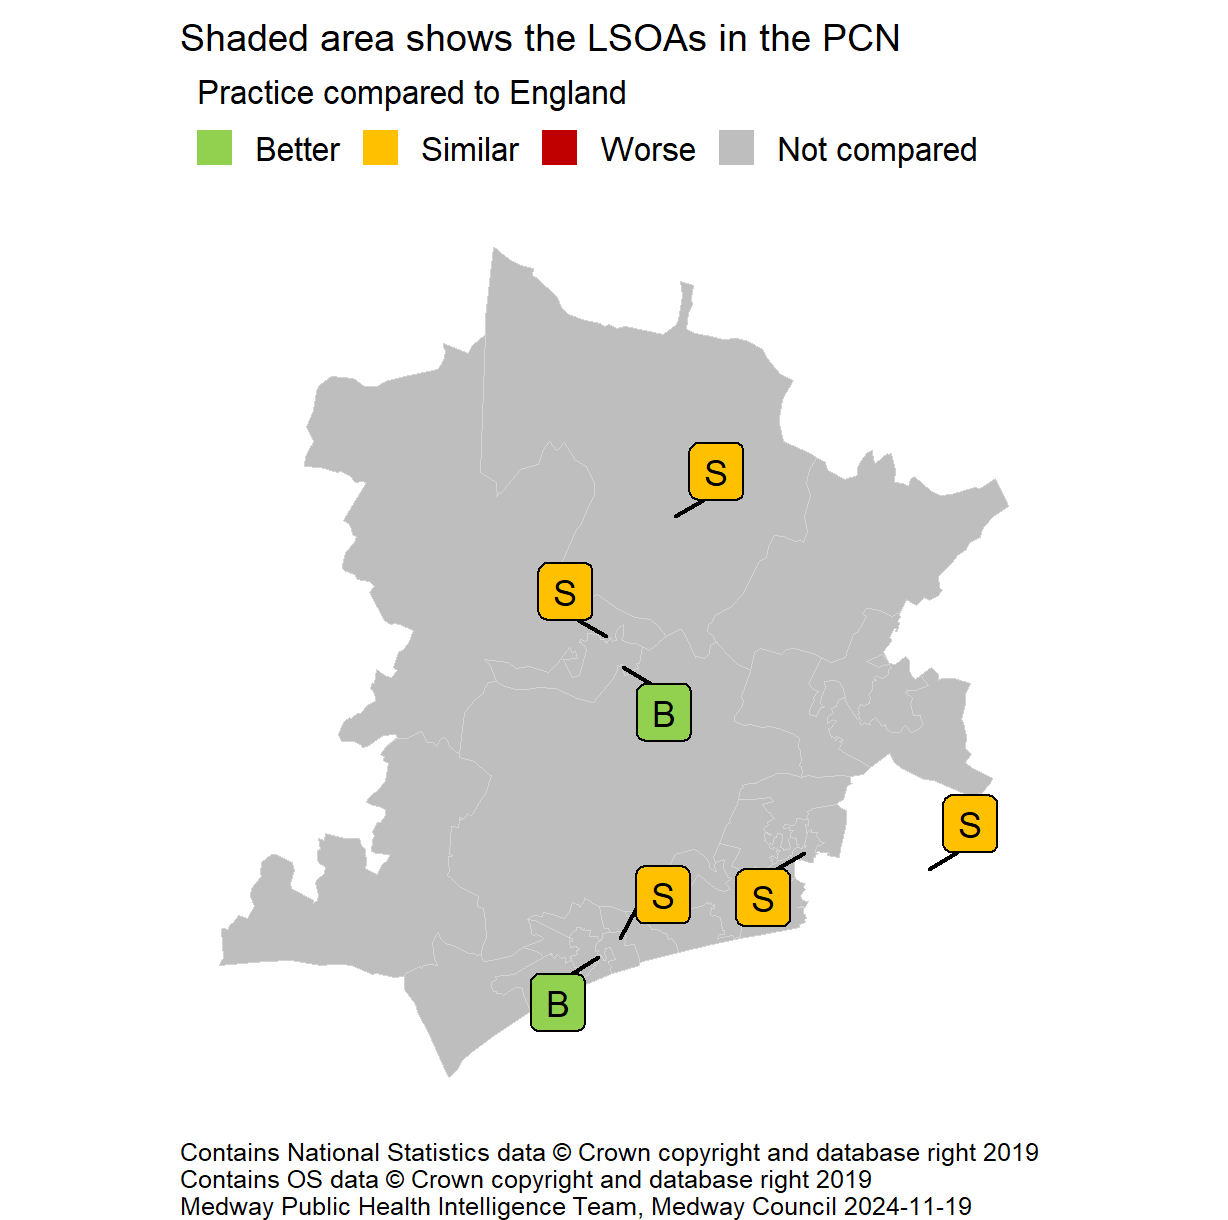 Shaded area shows the LSOAs in the PCN
Practice compared to England
Better Similar Worse Not compared
S
S
B
S
S
S
B
Contains National Statistics data © Crown copyright and database right 2019
Contains OS data © Crown copyright and database right 2019
Medway Public Health Intelligence Team, Medway Council 2024-11-19